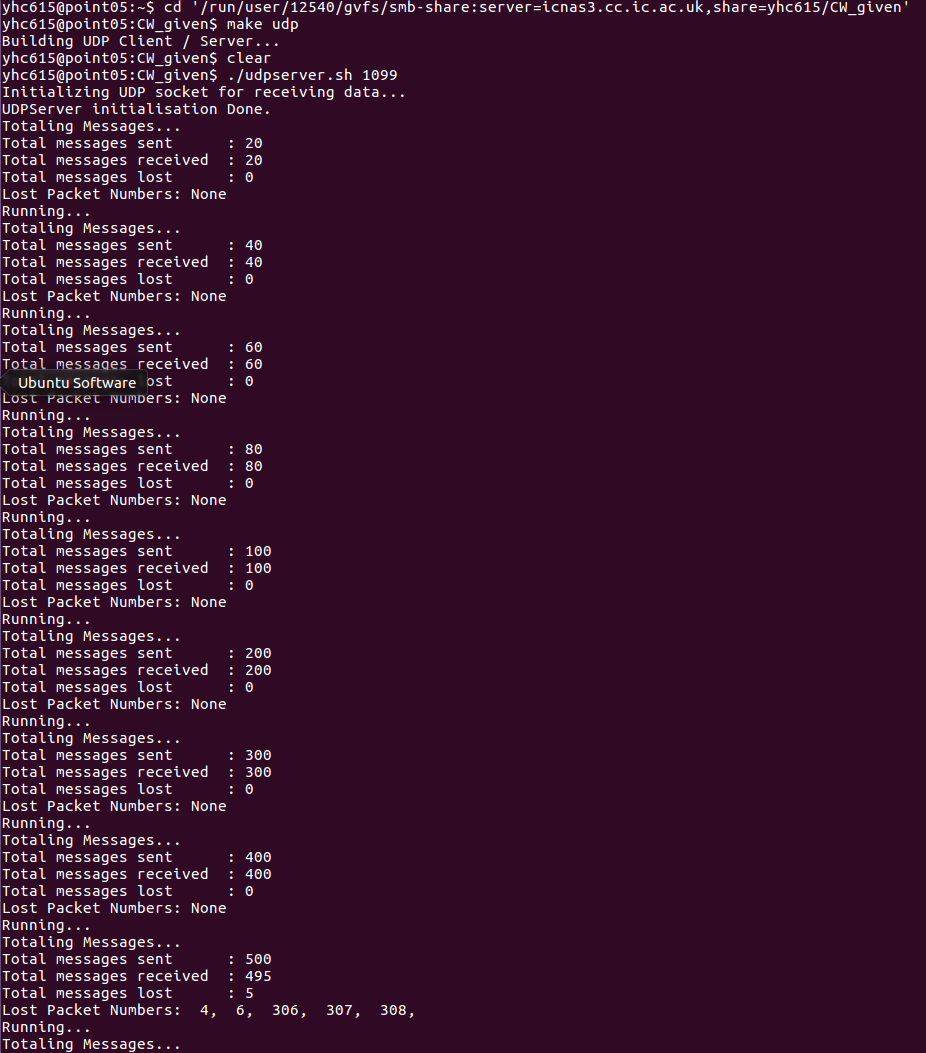 yhc615@point05:~$ cd '/run/user/12540/gvfs/smb-share:server=icnas3.cc.ic.ac.uk,share=yhc615/CW_given'
yhc615@point05:CW_given$ make udp
Building UDP Client / Server...
yhc615@point05:CW_given$ clear
yhc615@point05:CW_given$ ./udpserver.sh 1099
Initializing UDP socket for receiving data...
UDPServer initialisation Done.
Totaling Messages...
Total messages sent      : 20
Total messages received  : 20
Total messages lost      : 0
Lost Packet Numbers: None
Running...
Totaling Messages...
Total messages sent      : 40
Total messages received  : 40
Total messages lost      : 0
Lost Packet Numbers: None
Running...
Totaling Messages...
Total messages sent      : 60
Total messages received  : 60
Ubuntu Software ost      : 0
Lost Packet Numbers: None
Running...
Totaling Messages...
Total messages sent      : 80
Total messages received  : 80
Total messages lost      : 0
Lost Packet Numbers: None
Running...
Totaling Messages...
Total messages sent      : 100
Total messages received  : 100
Total messages lost      : 0
Lost Packet Numbers: None
Running...
Totaling Messages...
Total messages sent      : 200
Total messages received  : 200
Total messages lost      : 0
Lost Packet Numbers: None
Running...
Totaling Messages...
Total messages sent      : 300
Total messages received  : 300
Total messages lost      : 0
Lost Packet Numbers: None
Running...
Totaling Messages...
Total messages sent      : 400
Total messages received  : 400
Total messages lost      : 0
Lost Packet Numbers: None
Running...
Totaling Messages...
Total messages sent      : 500
Total messages received  : 495
Total messages lost      : 5
Lost Packet Numbers:  4,  6,  306,  307,  308,
Running...
Totaling Messages...